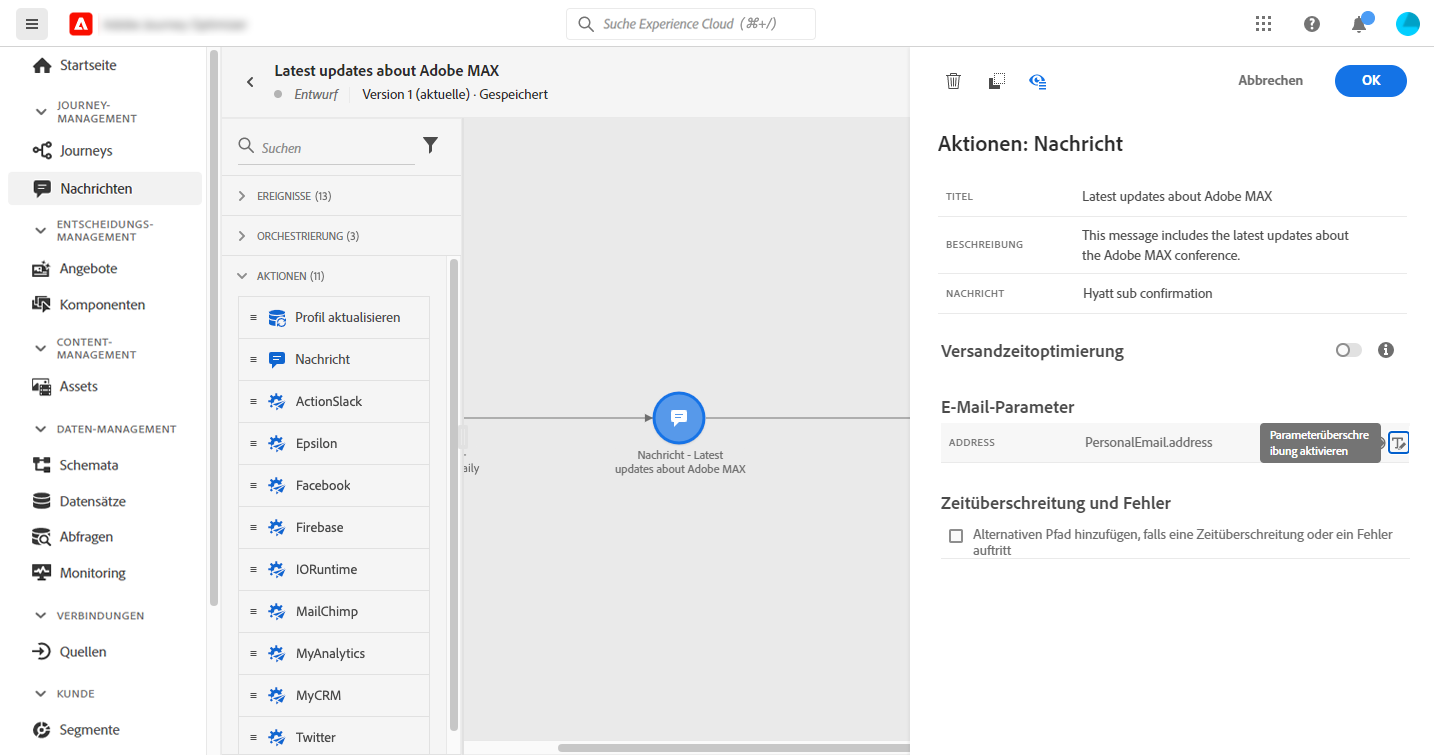 Suche Experience Cloud (⌘+/)
Startseite
JOURNEY-
MANAGEMENT
Journeys
Nachrichten
ENTSCHEIDUNGS-
MANAGEMENT
Angebote
Komponenten
CONTENT-
MANAGEMENT
Assets
DATEN-MANAGEMENT
Schemata
Datensätze
Abfragen
Monitoring
VERBINDUNGEN
Quellen
KUNDE
Segmente
Latest updates about Adobe MAX
Entwurf
Version 1 (aktuelle) · Gespeichert
Suchen
EREIGNISSE (13)
ORCHESTRIERUNG (3)
AKTIONEN (11)
Profil aktualisieren
Nachricht
ActionSlack
Epsilon
Facebook
Firebase
IORuntime
MailChimp
MyAnalytics
MyCRM
Twitter
aily
Nachricht - Latest
updates about Adobe MAX
Abbrechen
OK
Aktionen: Nachricht
TITEL Latest updates about Adobe MAX
BESCHREIBUNG This message includes the latest updates about
the Adobe MAX conference.
NACHRICHT Hyatt sub confirmation
Versandzeitoptimierung
E-Mail-Parameter
ADDRESS PersonalEmail.address
Parameterüberschre
ibung aktivieren
Zeitüberschreitung und Fehler
Alternativen Pfad hinzufügen, falls eine Zeitüberschreitung oder ein Fehler
auftritt